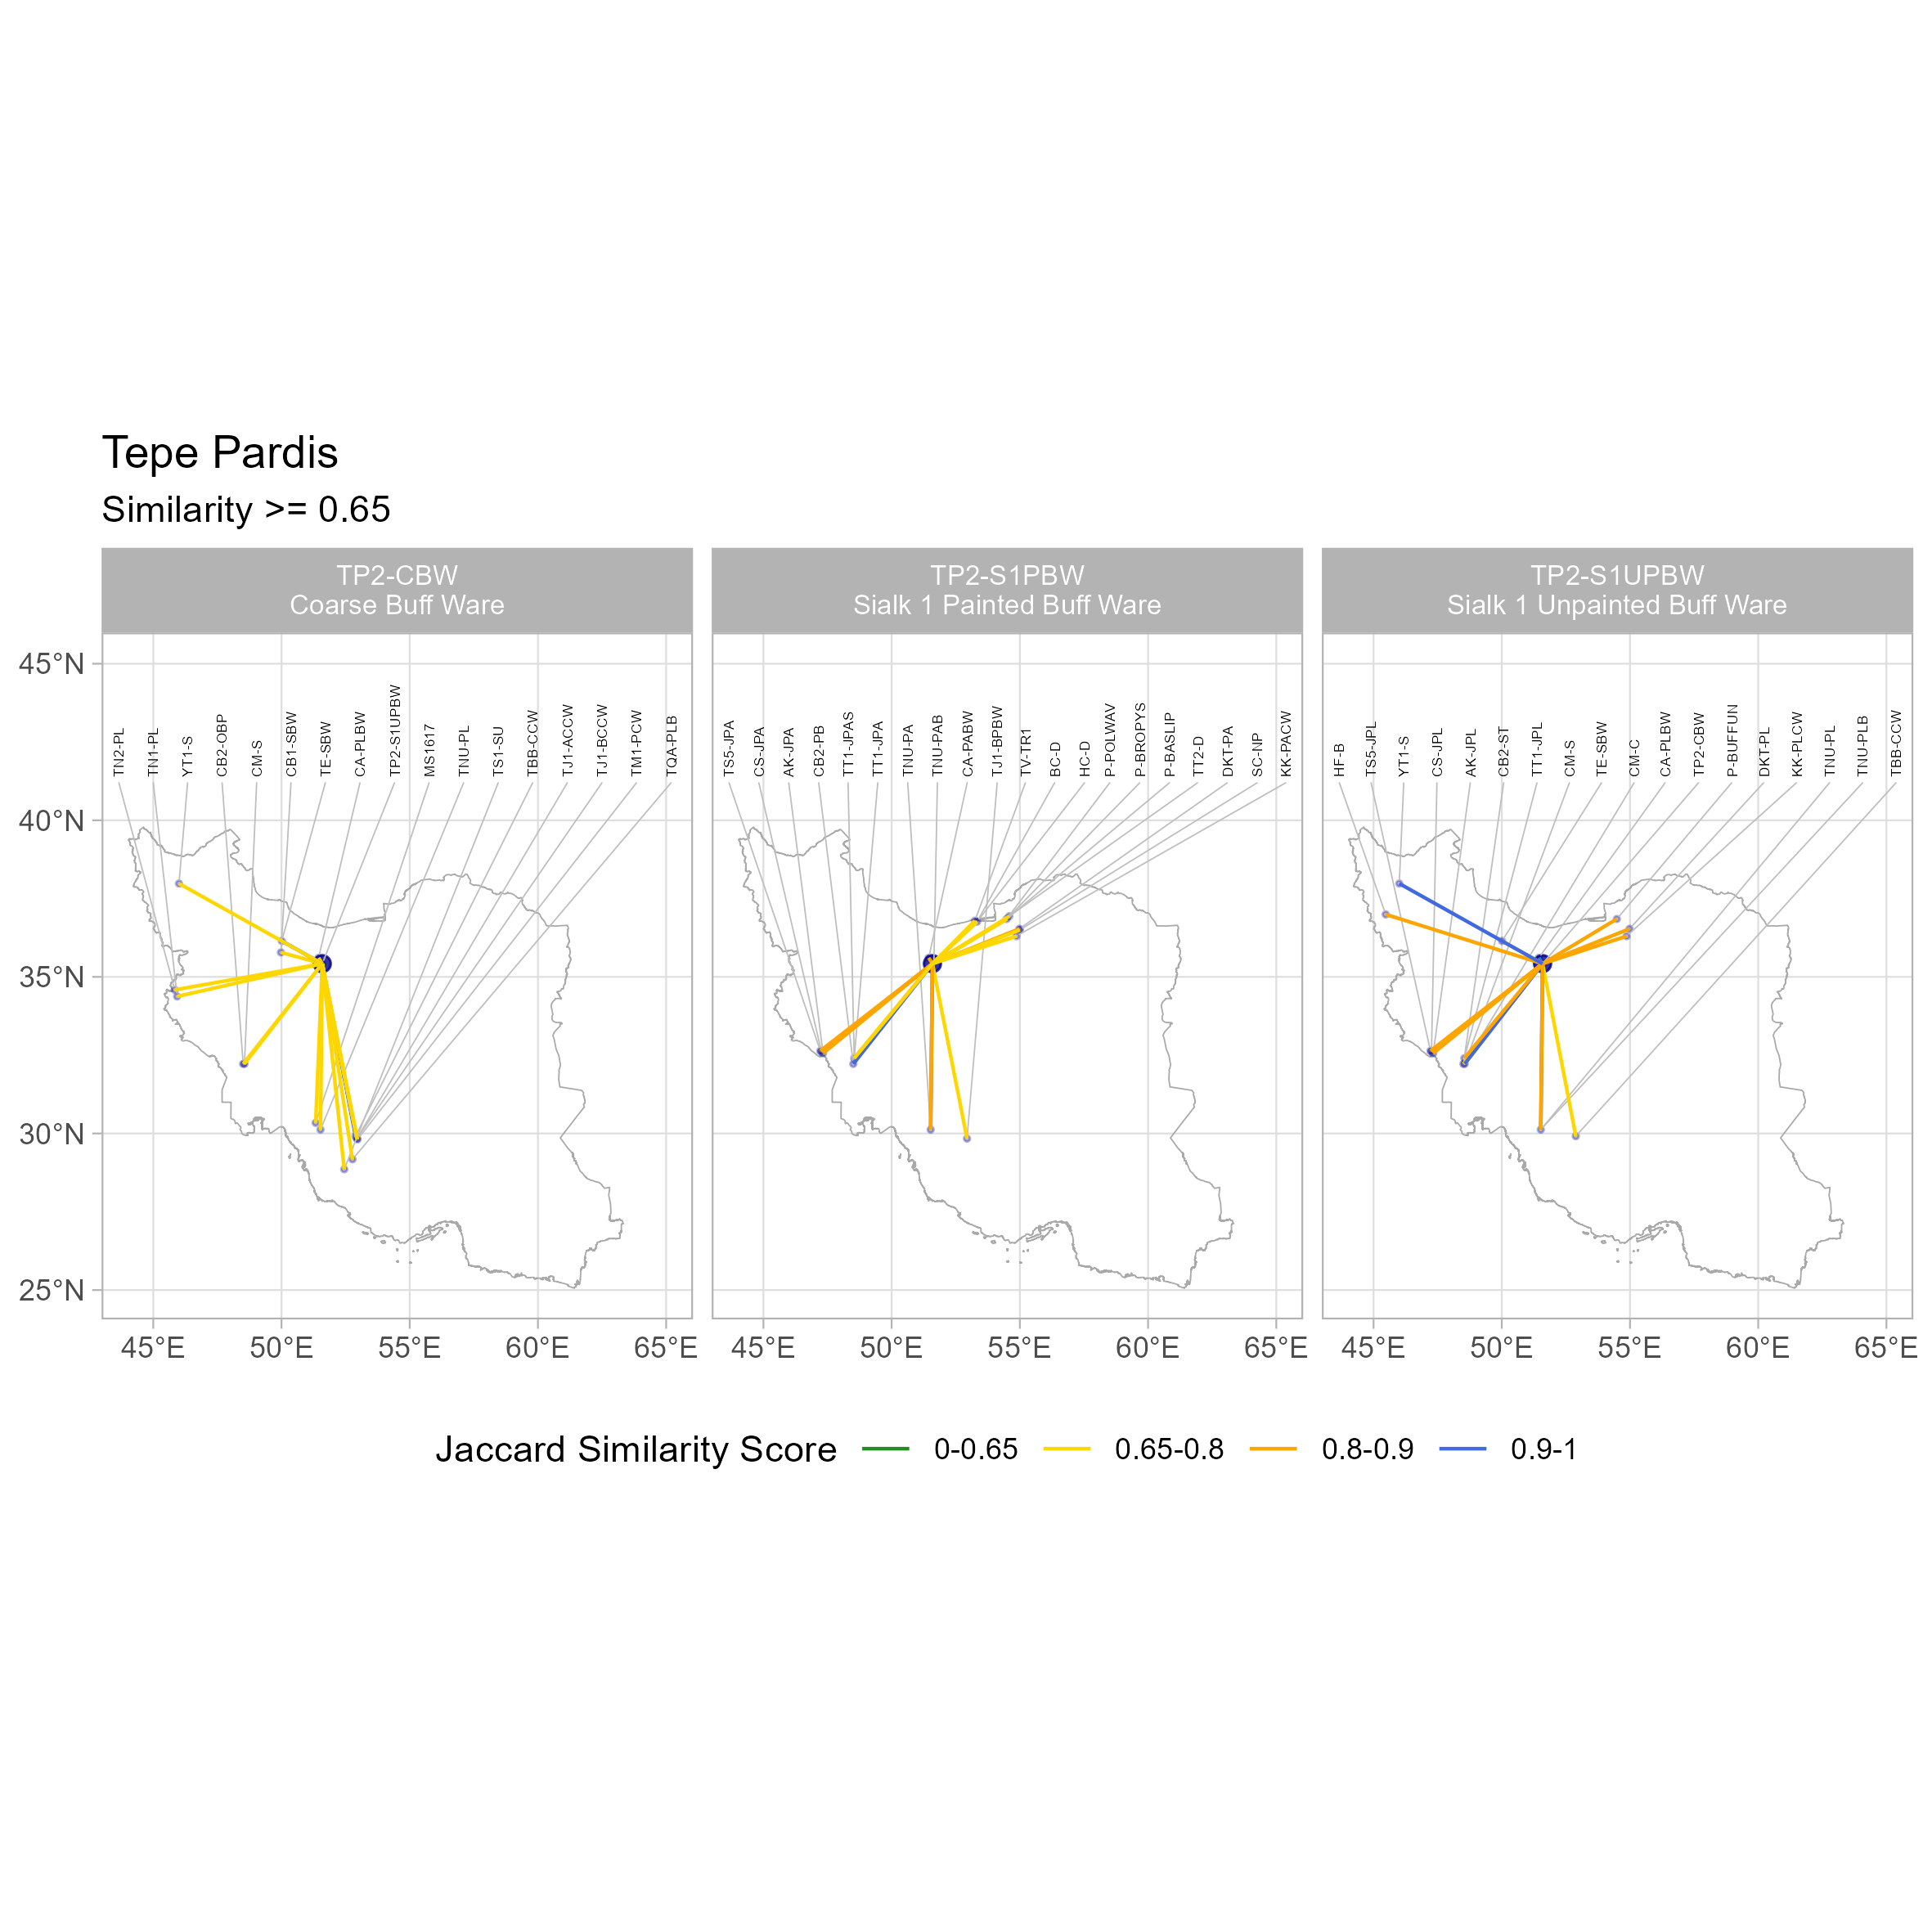 Tepe Pardis
Similarity >= 0.65
TP2-CBW
Coarse Buff Ware
TP2-S1PBW
Sialk 1 Painted Buff Ware
TP2-S1UPBW
Sialk 1 Unpainted Buff Ware
TN2-PL
TN1-PL
YT1-S
CB2-OBP
CM-S
CB1-SBW
TE-SBW
CA-PLBW
TP2-S1UPBW
MS1617
TNU-PL
TS1-SU
TBB-CCW
TJ1-ACCW
TJ1-BCCW
TM1-PCW
TQA-PLB
TS5-JPA
CS-JPA
AK-JPA
CB2-PB
TT1-JPAS
TT1-JPA
TNU-PA
TNU-PAB
CA-PABW
TJ1-BPBW
TV-TR1
BC-D
HC-D
P-POLWAV
P-BROPYS
P-BASLIP
TT2-D
DKT-PA
SC-NP
KK-PACW
HF-B
TS5-JPL
YT1-S
CS-JPL
AK-JPL
CB2-ST
TT1-JPL
CM-S
TE-SBW
CM-C
CA-PLBW
TP2-CBW
P-BUFFUN
DKT-PL
KK-PLCW
TNU-PL
TNU-PLB
TBB-CCW
45°N
40°N
35°N
30°N
25°N
45°E 50°E 55°E 60°E 65°E
45°E 50°E 55°E 60°E 65°E
45°E 50°E 55°E 60°E 65°E
Jaccard Similarity Score 0-0.65 0.65-0.8 0.8-0.9 0.9-1